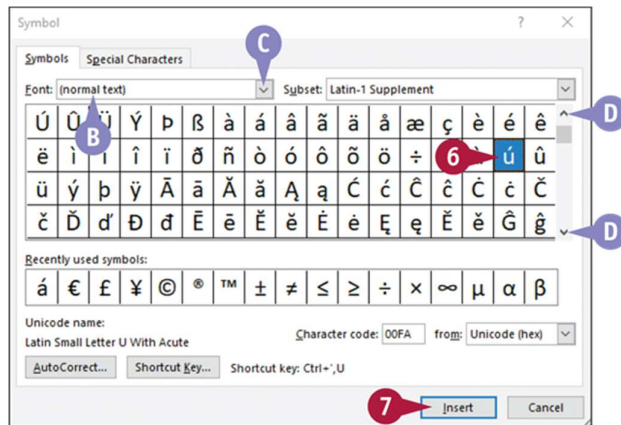 Symbol ? ×
Symbols Special Characters
C
Font: (normal text) Subset: Latin-1 Supplement
B
D
Ú Û Ü Ý Þ ß à á â ã ä å æ ç è é ê
ë ì í î ï ð ñ ò ó ô õ ö ÷ 6 ú û
ü ý þ ÿ Ā ā Ă ă Ą ą Ć ć Ĉ ĉ Ċ ċ Č
č Ď ď Đ đ Ē ē Ĕ ĕ Ė ė Ę ę Ě ě Ĝ ĝ
D
Recently used symbols:
á € £ ¥ © ® ™ ± ≠ ≤ ≥ ÷ × ∞ µ α β
Unicode name:
Latin Small Letter U With Acute
Character code: 00FA from: Unicode (hex)
AutoCorrect... Shortcut Key... Shortcut key: Ctrl+',U
7 Insert Cancel